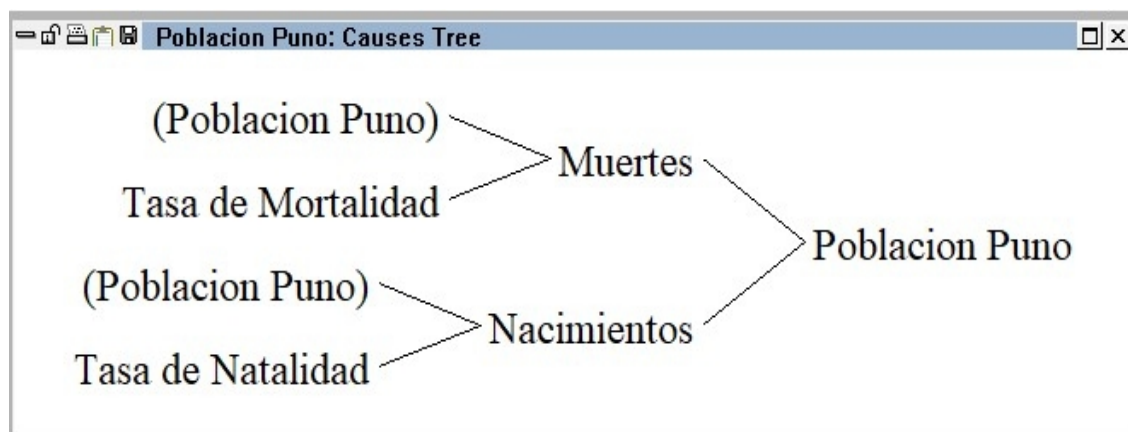 Poblacion Puno: Causes Tree
(Poblacion Puno)
Muertes
Tasa de Mortalidad
Poblacion Puno
(Poblacion Puno)
Nacimientos
Tasa de Natalidad